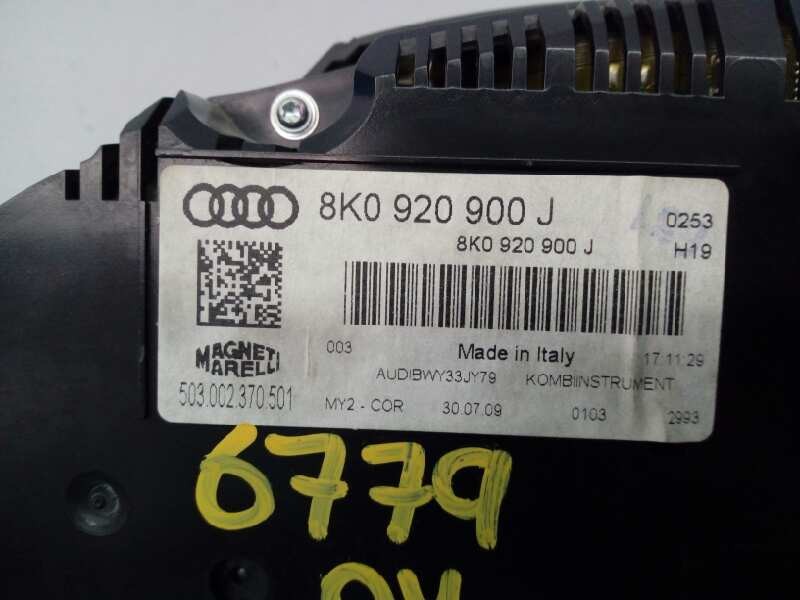 8K0 920 900 J
0253
8K0 920 900 J
H19
003
Made in Italy
17:11:29
MAGNETI
MARELLI
AUDIBWY33JY79 KOMBIINSTRUMENT
503.002.370.501
MY2 - COR 30.07.09 0103 2993
6779